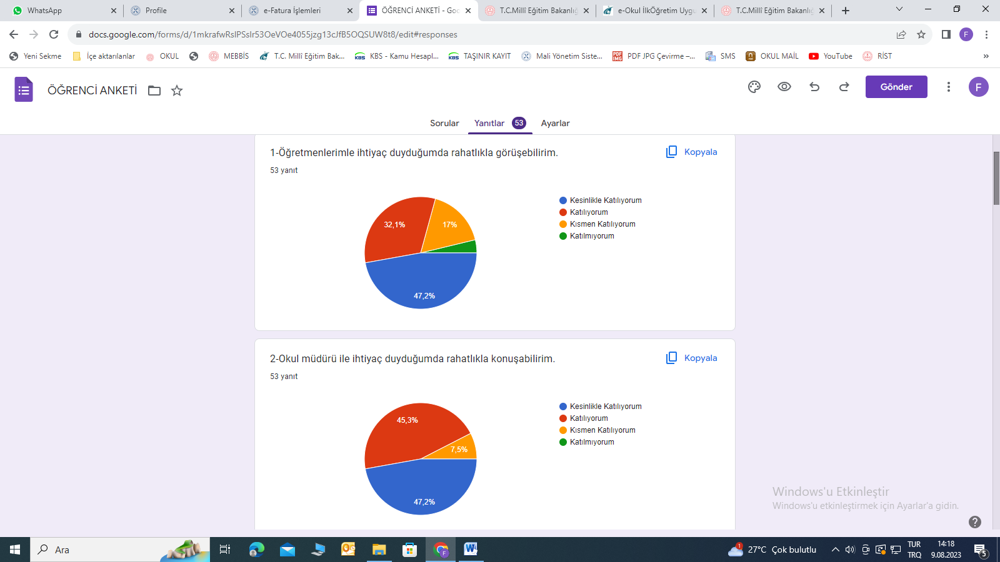 WhatsApp
Profile
e-Fatura İşlemleri
ÖĞRENCİ ANKETİ - Goo
T.C.Millî Eğitim Bakanlığ
e-Okul İlkÖğretim Uygu
T.C.Millî Eğitim Bakanlığ
docs.google.com/forms/d/1mkrafwRslPSslr53OeVOe4055jzg13cJfB5OQSUW8t8/edit#responses
F
Yeni Sekme
İçe aktarılanlar
OKUL
MEBBİS
T.C. Millî Eğitim Bak...
KBS - Kamu Hesapl...
TAŞINIR KAYIT
Mali Yönetim Siste...
PDF JPG Çevirme –...
SMS
OKUL MAİL
YouTube
RİST
»
ÖĞRENCİ ANKETİ
Gönder
F
Sorular
Yanıtlar 53
Ayarlar
1-Öğretmenlerimle ihtiyaç duyduğumda rahatlıkla görüşebilirim.
Kopyala
53 yanıt
Kesinlikle Katılıyorum
Katılıyorum
Kısmen Katılıyorum
Katılmıyorum
32,1%
17%
47,2%
2-Okul müdürü ile ihtiyaç duyduğumda rahatlıkla konuşabilirim.
Kopyala
53 yanıt
Kesinlikle Katılıyorum
Katılıyorum
Kısmen Katılıyorum
Katılmıyorum
45,3%
7,5%
47,2%
Windows'u Etkinleştir
Windows'u etkinleştirmek için Ayarlar'a gidin.
Ara
1
27°C Çok bulutlu
TUR
TRQ
14:18
9.08.2023
5